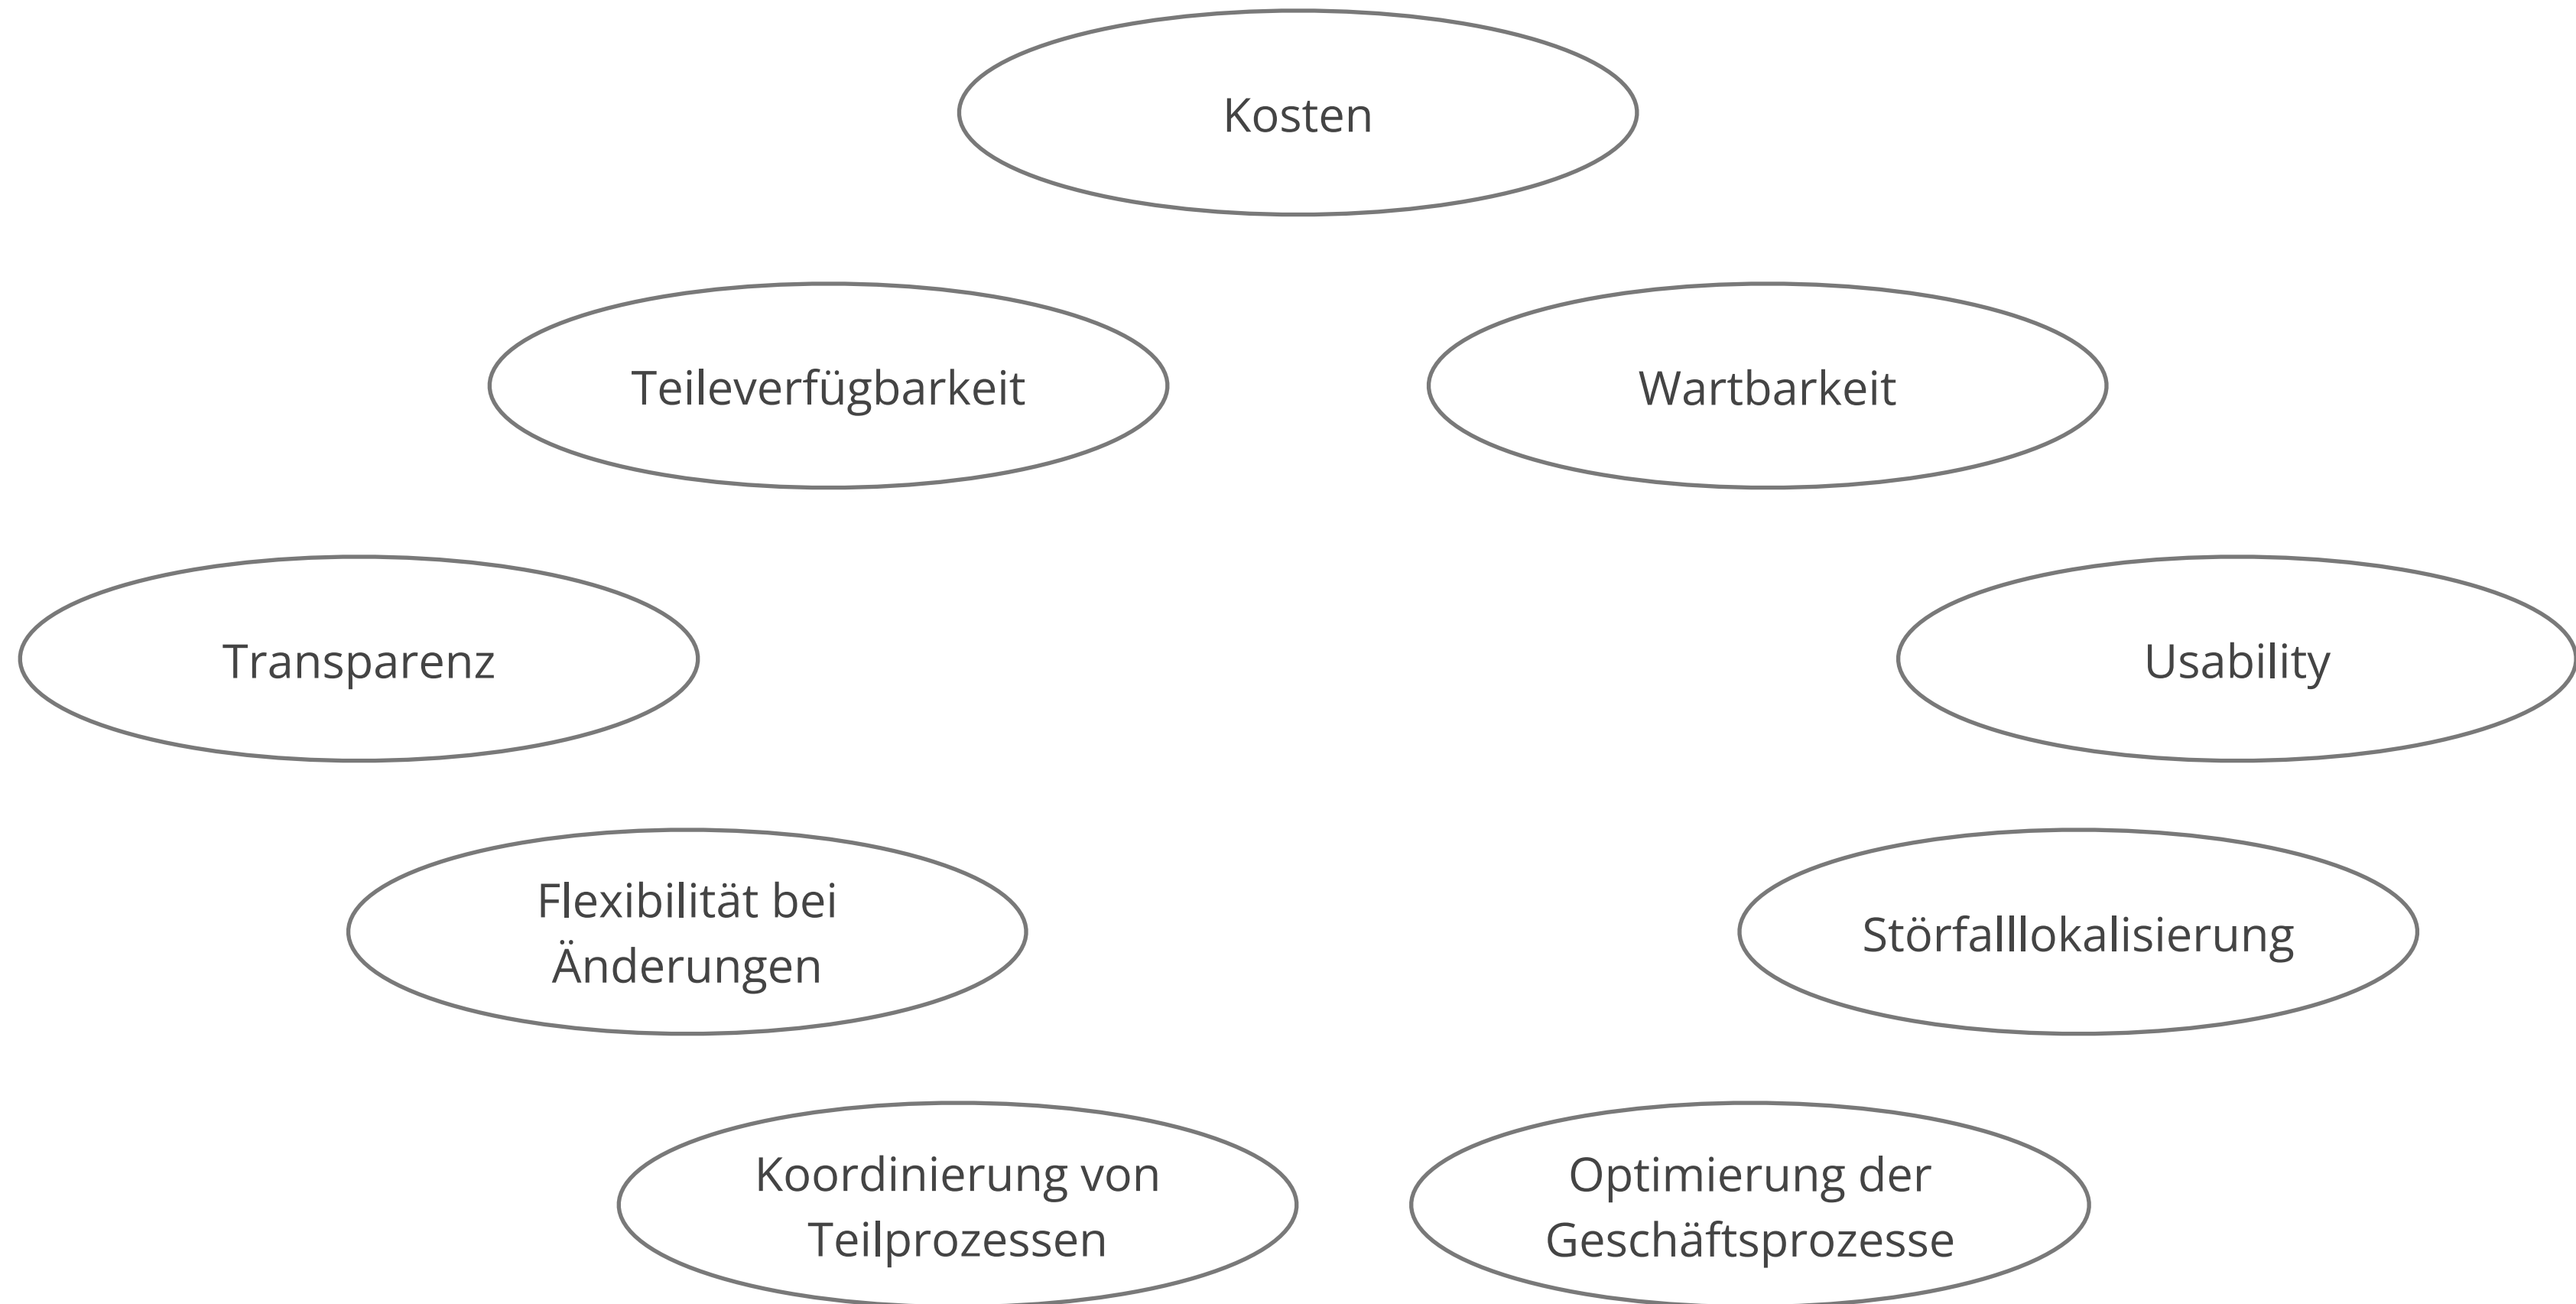 Kosten
Teileverfügbarkeit
Wartbarkeit
Transparenz
Usability
Flexibilität bei
Änderungen
Störfalllokalisierung
Koordinierung von
Teilprozessen
Optimierung der
Geschäftsprozesse